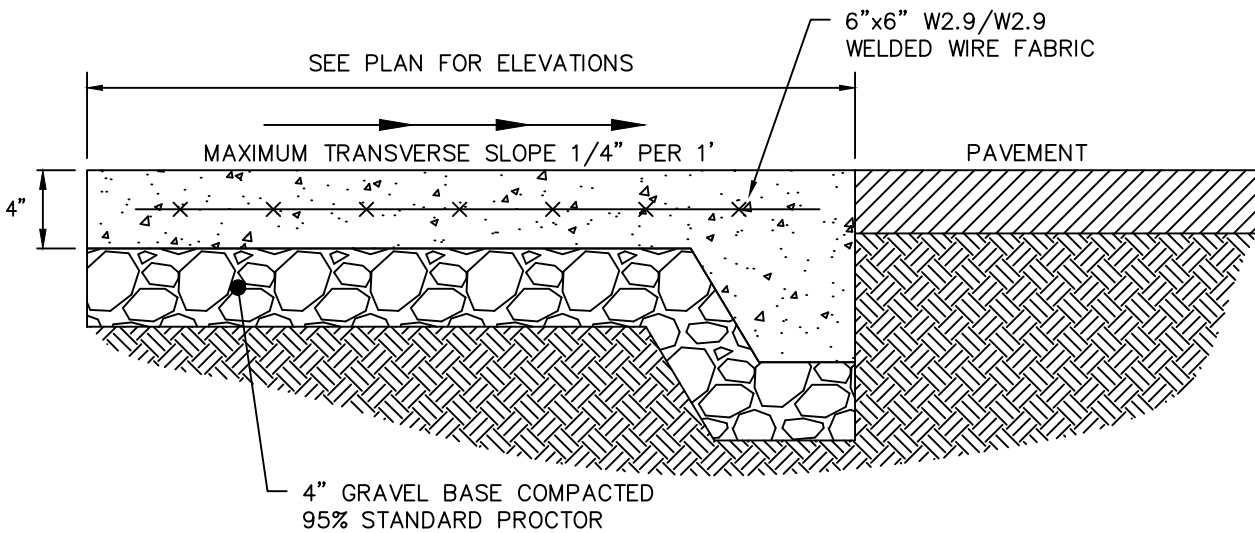 6”x6” W2.9/W2.9
WELDED WIRE FABRIC
SEE PLAN FOR ELEVATIONS
MAXIMUM TRANSVERSE SLOPE 1/4” PER 1'
PAVEMENT
4”
4” GRAVEL BASE COMPACTED
95% STANDARD PROCTOR